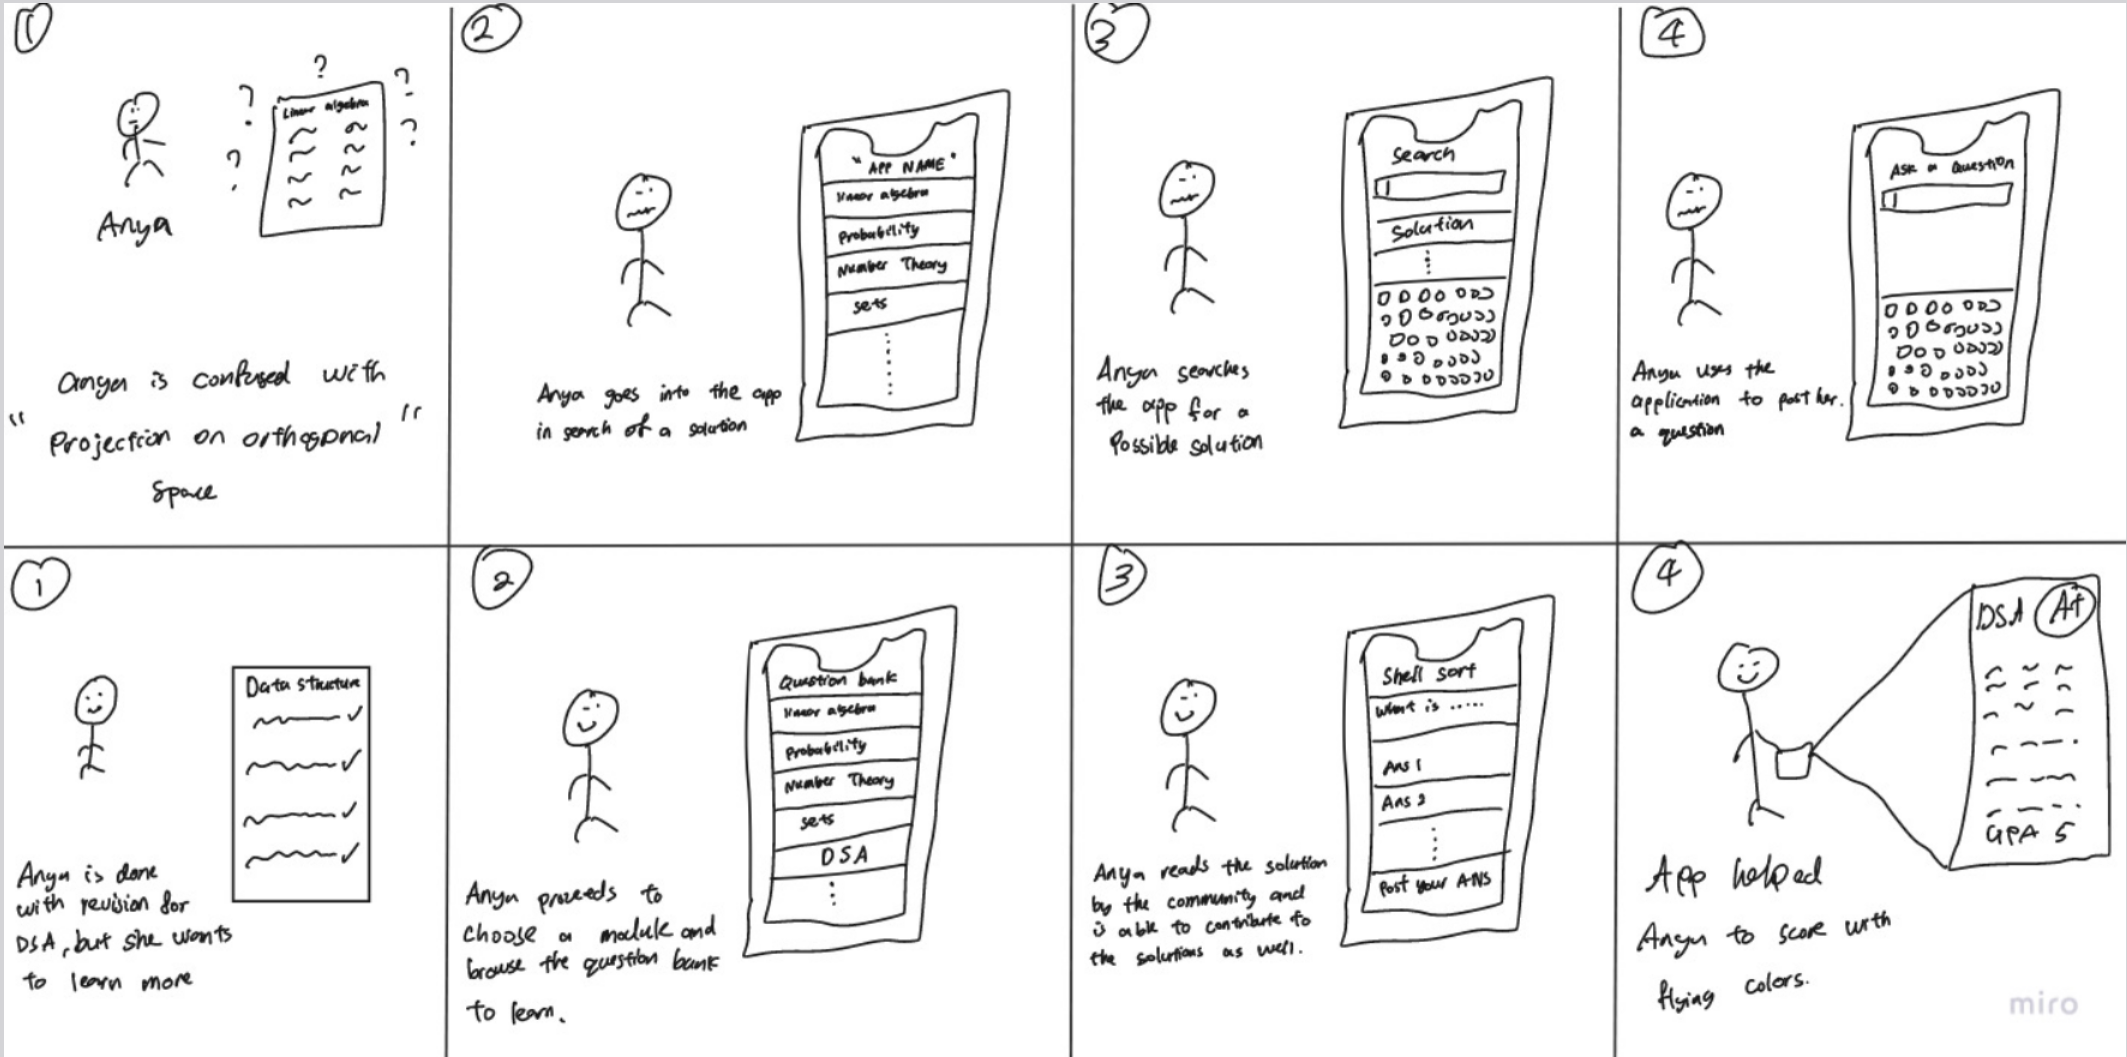 1
?
?
?
?
?
?
Linear algebra
Anya
Anya is confused with
" Projection on orthogonal "
Space
2
"APP NAME"
linear algebra
Probability
Number Theory
sets
Anya goes into the app
in search of a solution
3
Search
Solution
Anya searches
the app for a
Possible solution
4
Ask a Question
Anya uses the
application to post her.
a question
1
Data structure
Anya is done
with revision for
DSA, but she wants
to learn more
2
Question bank
linear algebra
Probability
Number Theory
sets
DSA
Anya proceeds to
choose a module and
browse the question bank
to learn.
3
Shell sort
What is .....
Ans 1
Ans 2
Post your ANS
Anya reads the solution
by the community and
is able to contribute to
the solutions as well.
4
DSA A+
GPA 5
App helped
Anya to score with
flying colors.
miro